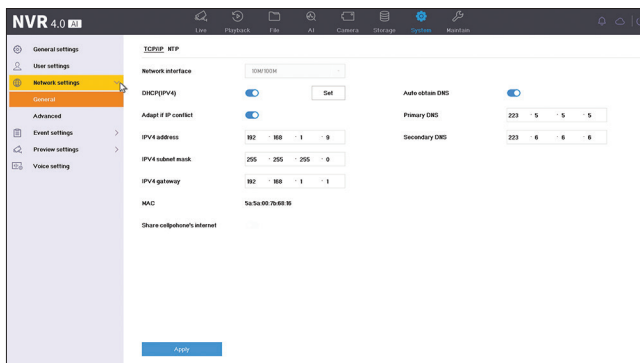 NVR 4.0 AI
Live Playback File AI Camera Storage System Maintain
General settings
User settings
Network settings
General
Advanced
Event settings
Preview settings
Voice setting
TCP/IP NTP
Network interface 10M/100M
DHCP(IPV4) Set Auto obtain DNS
Adapt if IP conflict Primary DNS 223 · 5 · 5 · 5
IPV4 address 192 · 168 · 1 · 9 Secondary DNS 223 · 6 · 6 · 6
IPV4 subnet mask 255 · 255 · 255 · 0
IPV4 gateway 192 · 168 · 1 · 1
MAC 5a:5a:00:7b:68:16
Share cellpohone's internet
Apply